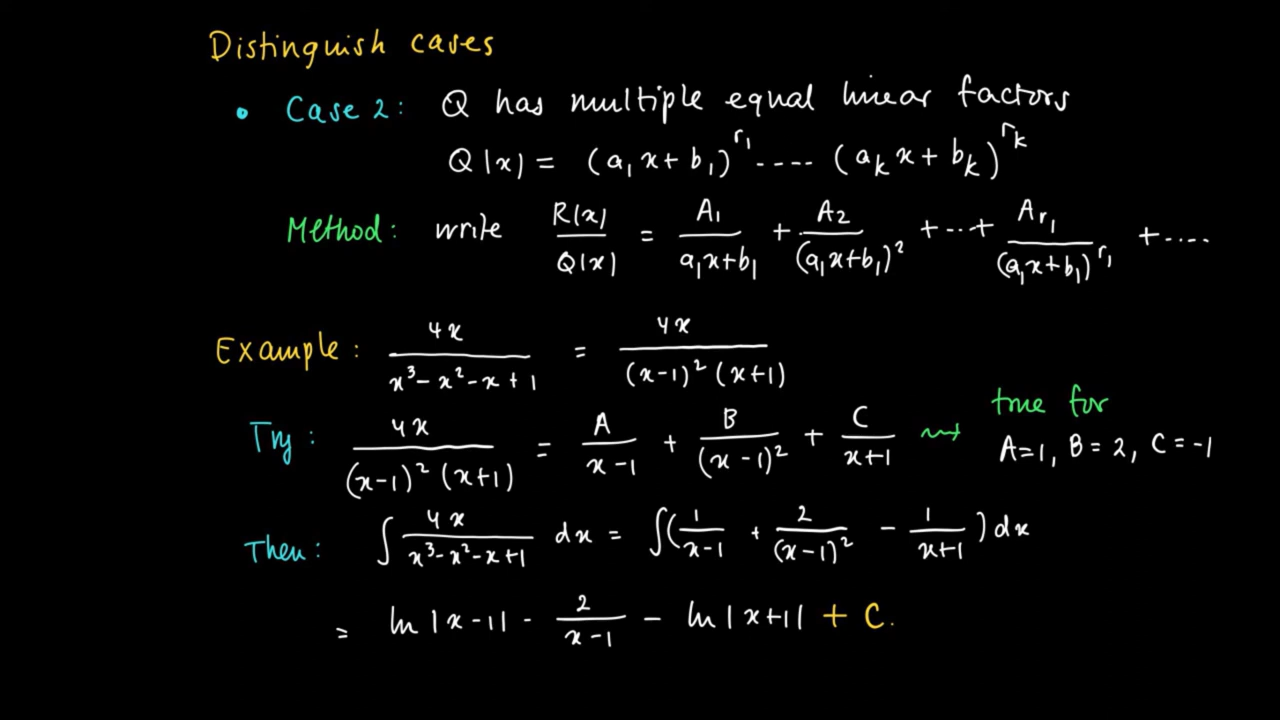 Distinguish cases
• Case 2: Q has multiple equal linear factors
Q(x) = (a₁x + b₁)^r₁ ---- (aₖx + bₖ)^rₖ
Method: write R(x)/Q(x) = A₁/(a₁x+b₁) + A₂/(a₁x+b₁)² + ... + A_r₁/(a₁x+b₁)^r₁ + ....
Example: 4x/(x³-x²-x+1) = 4x/((x-1)²(x+1))
true for
Try: 4x/((x-1)²(x+1)) = A/(x-1) + B/(x-1)² + C/(x+1) ⇝ A=1, B=2, C=-1
Then: ∫ 4x/(x³-x²-x+1) dx = ∫(1/(x-1) + 2/(x-1)² - 1/(x+1)) dx
= ln|x-1| - 2/(x-1) - ln|x+1| + C.